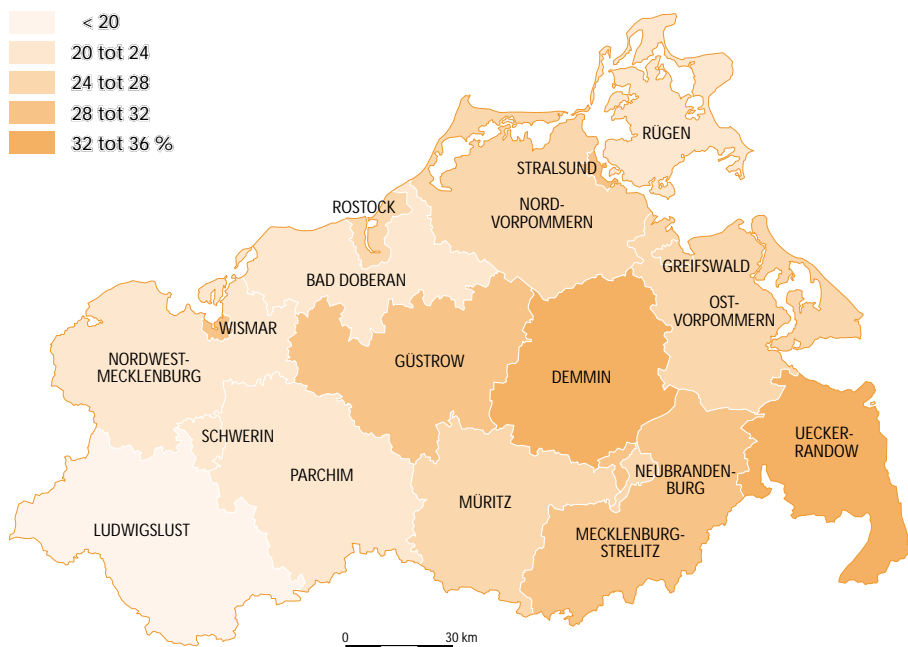 < 20
20 tot 24
24 tot 28
28 tot 32
32 tot 36 %
RÜGEN
STRALSUND
NORD-
VORPOMMERN
ROSTOCK
BAD DOBERAN
GREIFSWALD
OST-
VORPOMMERN
WISMAR
NORDWEST-
MECKLENBURG
GÜSTROW
DEMMIN
SCHWERIN
PARCHIM
UECKER-
RANDOW
NEUBRANDEN-
BURG
MÜRITZ
LUDWIGSLUST
MECKLENBURG-
STRELITZ
0 30 km